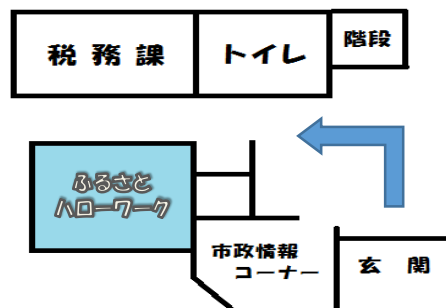 税務課
トイレ
階段
ふるさと
ハローワーク
市政情報
コーナー
玄関